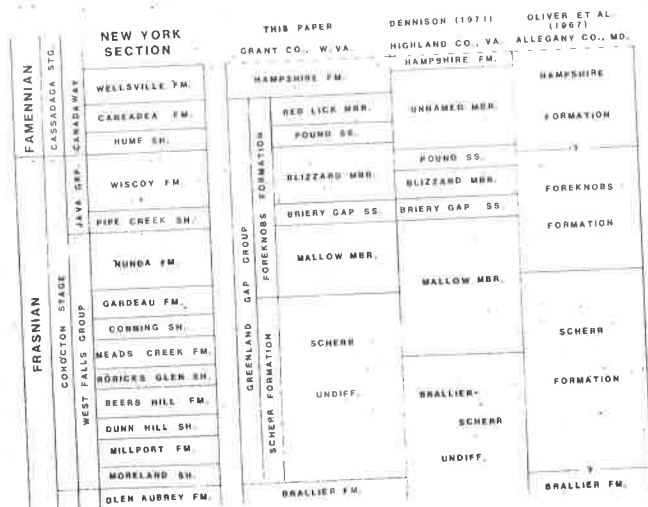 NEW YORK
SECTION
THIS PAPER
GRANT CO., W. VA.
DENNISON (1971)
HIGHLAND CO., VA.
OLIVER ET AL.
(1967)
ALLEGANY CO., MD.
FAMENNIAN
FRASNIAN
CASSADAGA STG.
COHOCTON STAGE
CANADAWAY
JAVA GRP.
WEST FALLS GROUP
WELLSVILLE FM.
CANEADEA FM.
HUME SH.
WISCOY FM
PIPE CREEK SH.
NUNDA FM.
GARDEAU FM.
CORNING SH.
MEADS CREEK FM.
RORICKS GLEN SH.
BEERS HILL FM.
DUNN HILL SH.
MILLPORT FM.
MORELAND SH.
GLEN AUBREY FM.
HAMPSHIRE FM.
GREENLAND GAP GROUP
FOREKNOBS FORMATION
SCHERR FORMATION
RED LICK MBR.
POUND SS.
BLIZZARD MBR.
BRIERY GAP SS.
MALLOW MBR.
SCHERR
UNDIFF.
BRALLIER FM.
HAMPSHIRE FM.
UNNAMED MBR.
POUND SS.
BLIZZARD MBR.
BRIERY GAP SS.
MALLOW MBR.
BRALLIER-
SCHERR
UNDIFF.
HAMPSHIRE
FORMATION
?
FOREKNOBS
FORMATION
SCHERR
FORMATION
?
BRALLIER FM.